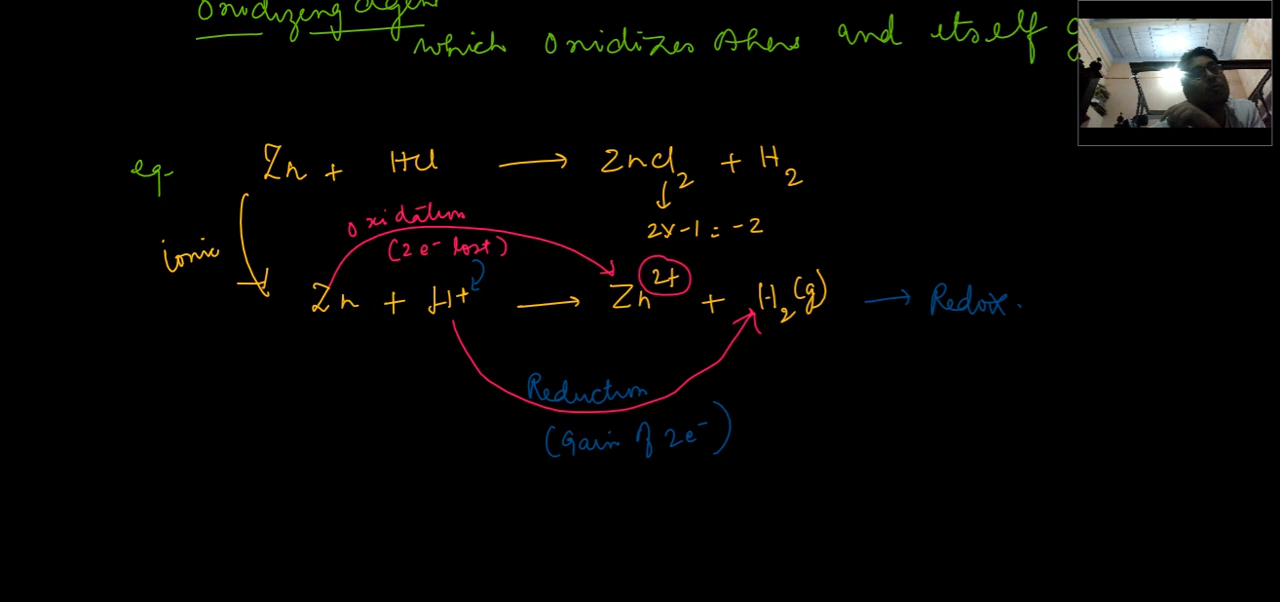 Oxidizing Agent
which oxidizes others and itself g
eg- Zn + HCl → ZnCl₂ + H₂
2x-1 = -2
oxidation
(2e⁻ lost)
ionic
Zn + H+ → Zn²⁺ + H₂(g) → Redox.
Reduction
(Gain of 2e⁻)